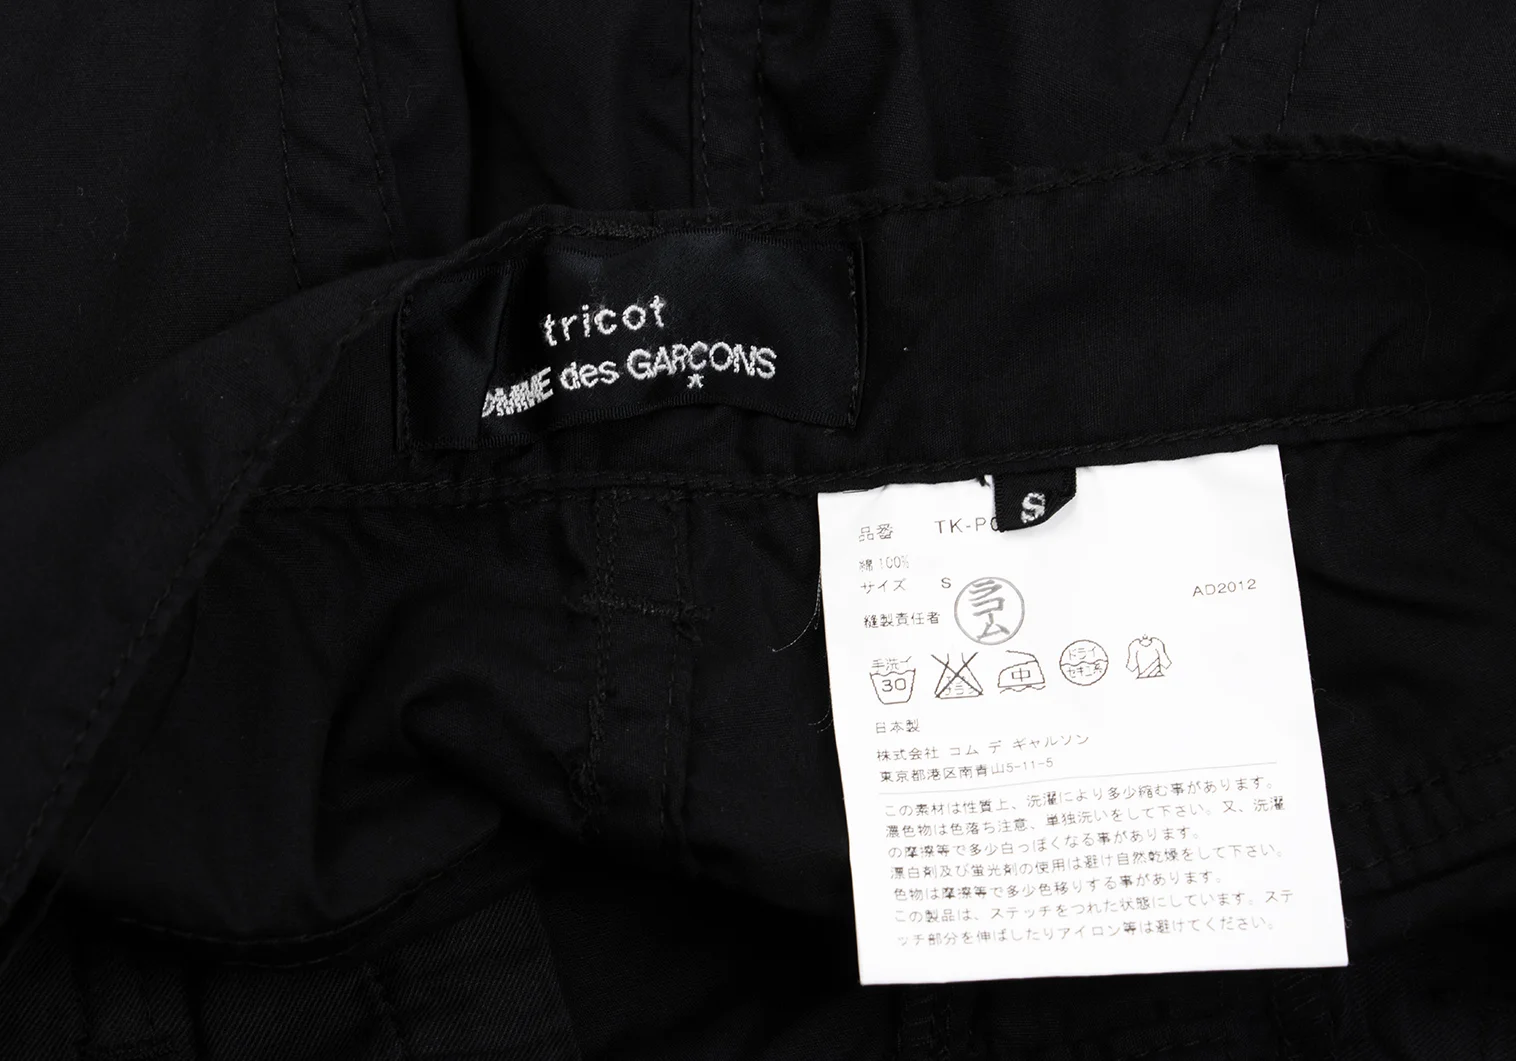 tricot
OMME des GARCONS
S
品番 TK-P0
綿 100%
サイズ S
AD2012
縫製責任者 ラコーム
手洗イ
30
中
ドライ
セキユ系
日本製
株式会社 コム デ ギャルソン
東京都港区南青山5-11-5
この素材は性質上、洗濯により多少縮む事があります。
濃色物は色落ち注意、単独洗いをして下さい。又、洗濯
の摩擦等で多少白っぽくなる事があります。
漂白剤及び蛍光剤の使用は避け自然乾燥をして下さい。
色物は摩擦等で多少色移りする事があります。
この製品は、ステッチをつれた状態にしています。ステ
ッチ部分を伸ばしたりアイロン等は避けてください。